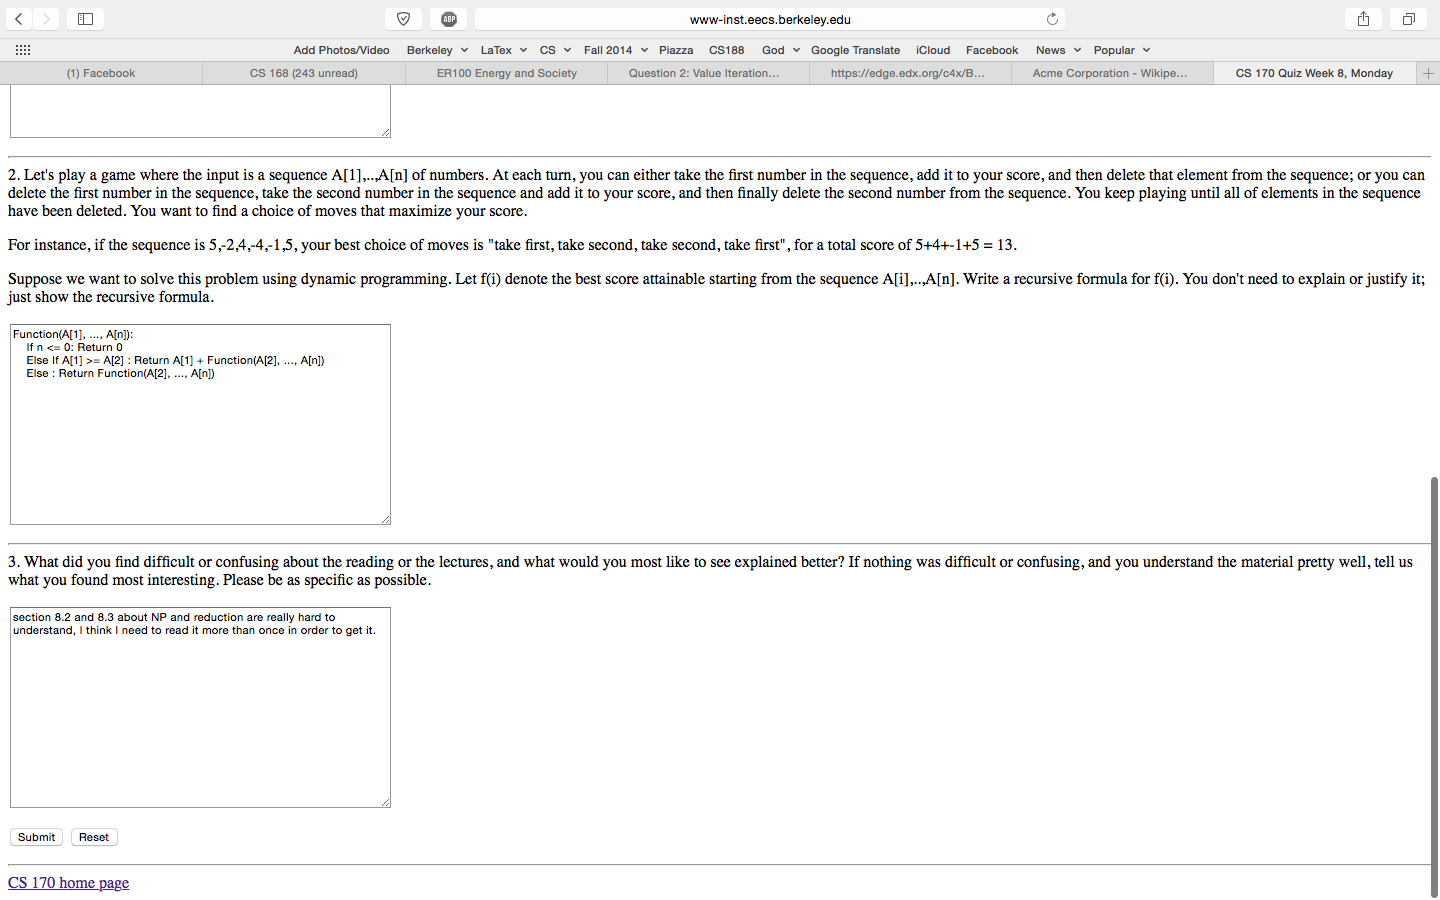 www-inst.eecs.berkeley.edu
ABP
Add Photos/Video Berkeley LaTex CS Fall 2014 Piazza CS188 God Google Translate iCloud Facebook News Popular
(1) Facebook CS 168 (243 unread) ER100 Energy and Society Question 2: Value Iteration... https://edge.edx.org/c4x/B... Acme Corporation - Wikipe... CS 170 Quiz Week 8, Monday
2. Let's play a game where the input is a sequence A[1],..,A[n] of numbers. At each turn, you can either take the first number in the sequence, add it to your score, and then delete that element from the sequence; or you can
delete the first number in the sequence, take the second number in the sequence and add it to your score, and then finally delete the second number from the sequence. You keep playing until all of elements in the sequence
have been deleted. You want to find a choice of moves that maximize your score.
For instance, if the sequence is 5,-2,4,-4,-1,5, your best choice of moves is "take first, take second, take second, take first", for a total score of 5+4+-1+5 = 13.
Suppose we want to solve this problem using dynamic programming. Let f(i) denote the best score attainable starting from the sequence A[i],..,A[n]. Write a recursive formula for f(i). You don't need to explain or justify it;
just show the recursive formula.
Function(A[1], ..., A[n]):
If n <= 0: Return 0
Else If A[1] >= A[2] : Return A[1] + Function(A[2], ..., A[n])
Else : Return Function(A[2], ..., A[n])
3. What did you find difficult or confusing about the reading or the lectures, and what would you most like to see explained better? If nothing was difficult or confusing, and you understand the material pretty well, tell us
what you found most interesting. Please be as specific as possible.
section 8.2 and 8.3 about NP and reduction are really hard to
understand, I think I need to read it more than once in order to get it.
Submit Reset
CS 170 home page